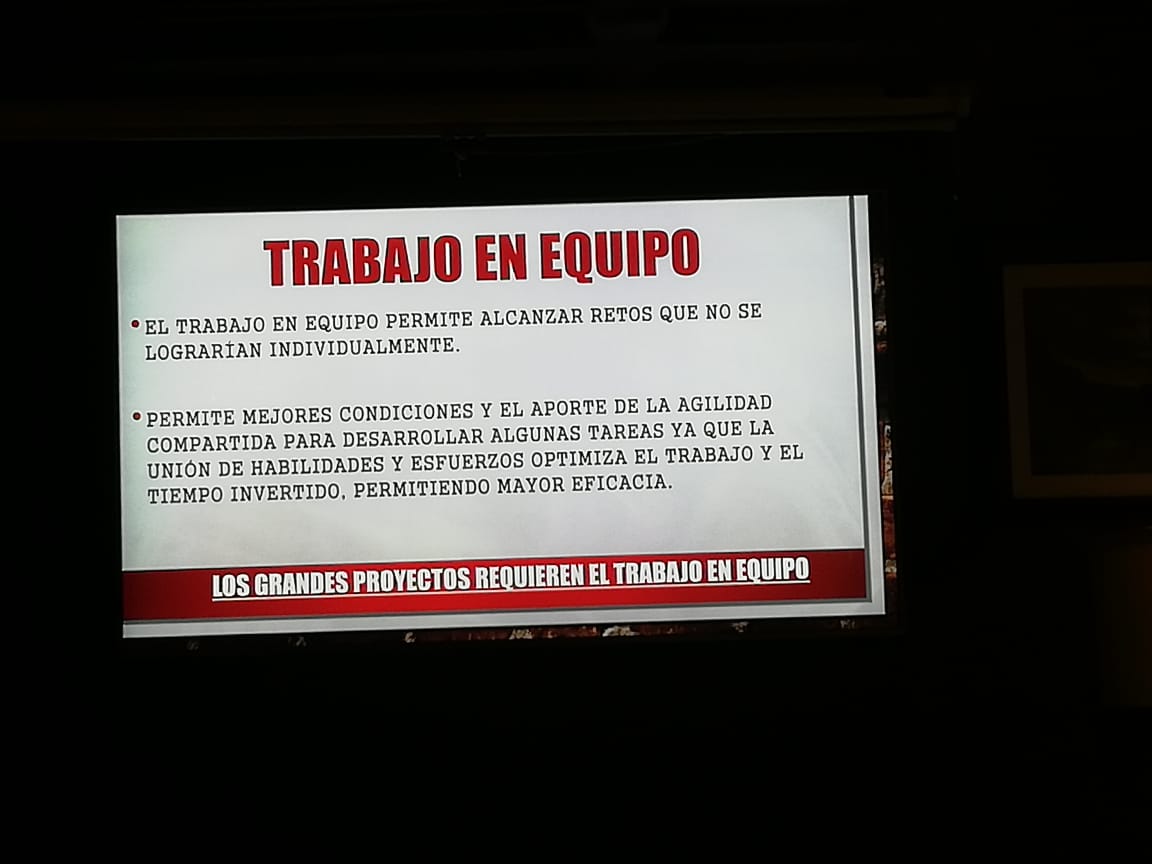 TRABAJO EN EQUIPO
• EL TRABAJO EN EQUIPO PERMITE ALCANZAR RETOS QUE NO SE
LOGRARÍAN INDIVIDUALMENTE.
• PERMITE MEJORES CONDICIONES Y EL APORTE DE LA AGILIDAD
COMPARTIDA PARA DESARROLLAR ALGUNAS TAREAS YA QUE LA
UNIÓN DE HABILIDADES Y ESFUERZOS OPTIMIZA EL TRABAJO Y EL
TIEMPO INVERTIDO, PERMITIENDO MAYOR EFICACIA.
LOS GRANDES PROYECTOS REQUIEREN EL TRABAJO EN EQUIPO